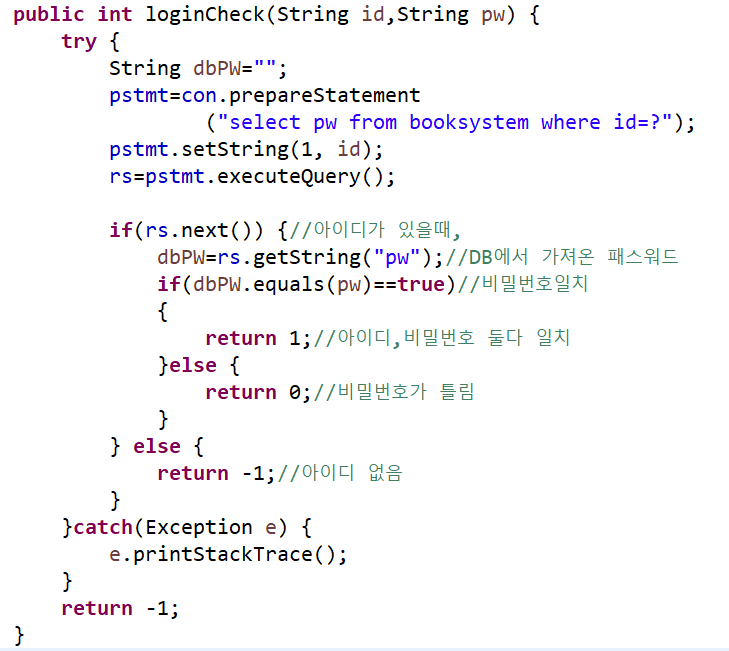 public int loginCheck(String id,String pw) {
    try {
        String dbPW="";
        pstmt=con.prepareStatement
                ("select pw from booksystem where id=?");
        pstmt.setString(1, id);
        rs=pstmt.executeQuery();

        if(rs.next()) {//아이디가 있을때,
            dbPW=rs.getString("pw");//DB에서 가져온 패스워드
            if(dbPW.equals(pw)==true)//비밀번호일치
            {
                return 1;//아이디,비밀번호 둘다 일치
            }else {
                return 0;//비밀번호가 틀림
            }
        } else {
            return -1;//아이디 없음
        }
    }catch(Exception e) {
        e.printStackTrace();
    }
    return -1;
}